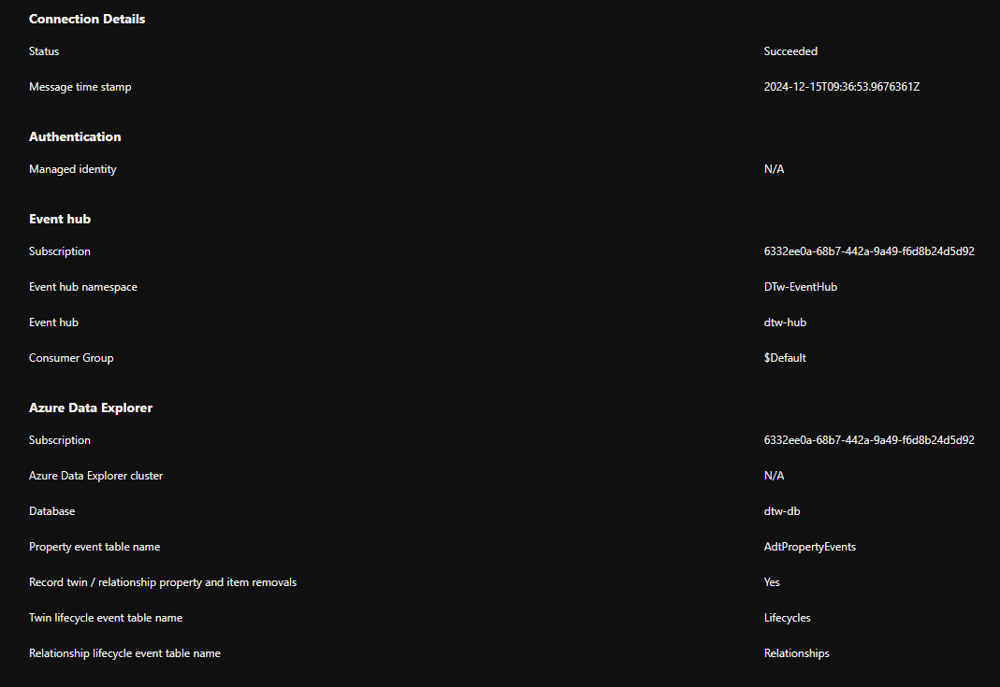 Connection Details
Status Succeeded
Message time stamp 2024-12-15T09:36:53.9676361Z
Authentication
Managed identity N/A
Event hub
Subscription 6332ee0a-68b7-442a-9a49-f6d8b24d5d92
Event hub namespace DTw-EventHub
Event hub dtw-hub
Consumer Group $Default
Azure Data Explorer
Subscription 6332ee0a-68b7-442a-9a49-f6d8b24d5d92
Azure Data Explorer cluster N/A
Database dtw-db
Property event table name AdtPropertyEvents
Record twin / relationship property and item removals Yes
Twin lifecycle event table name Lifecycles
Relationship lifecycle event table name Relationships